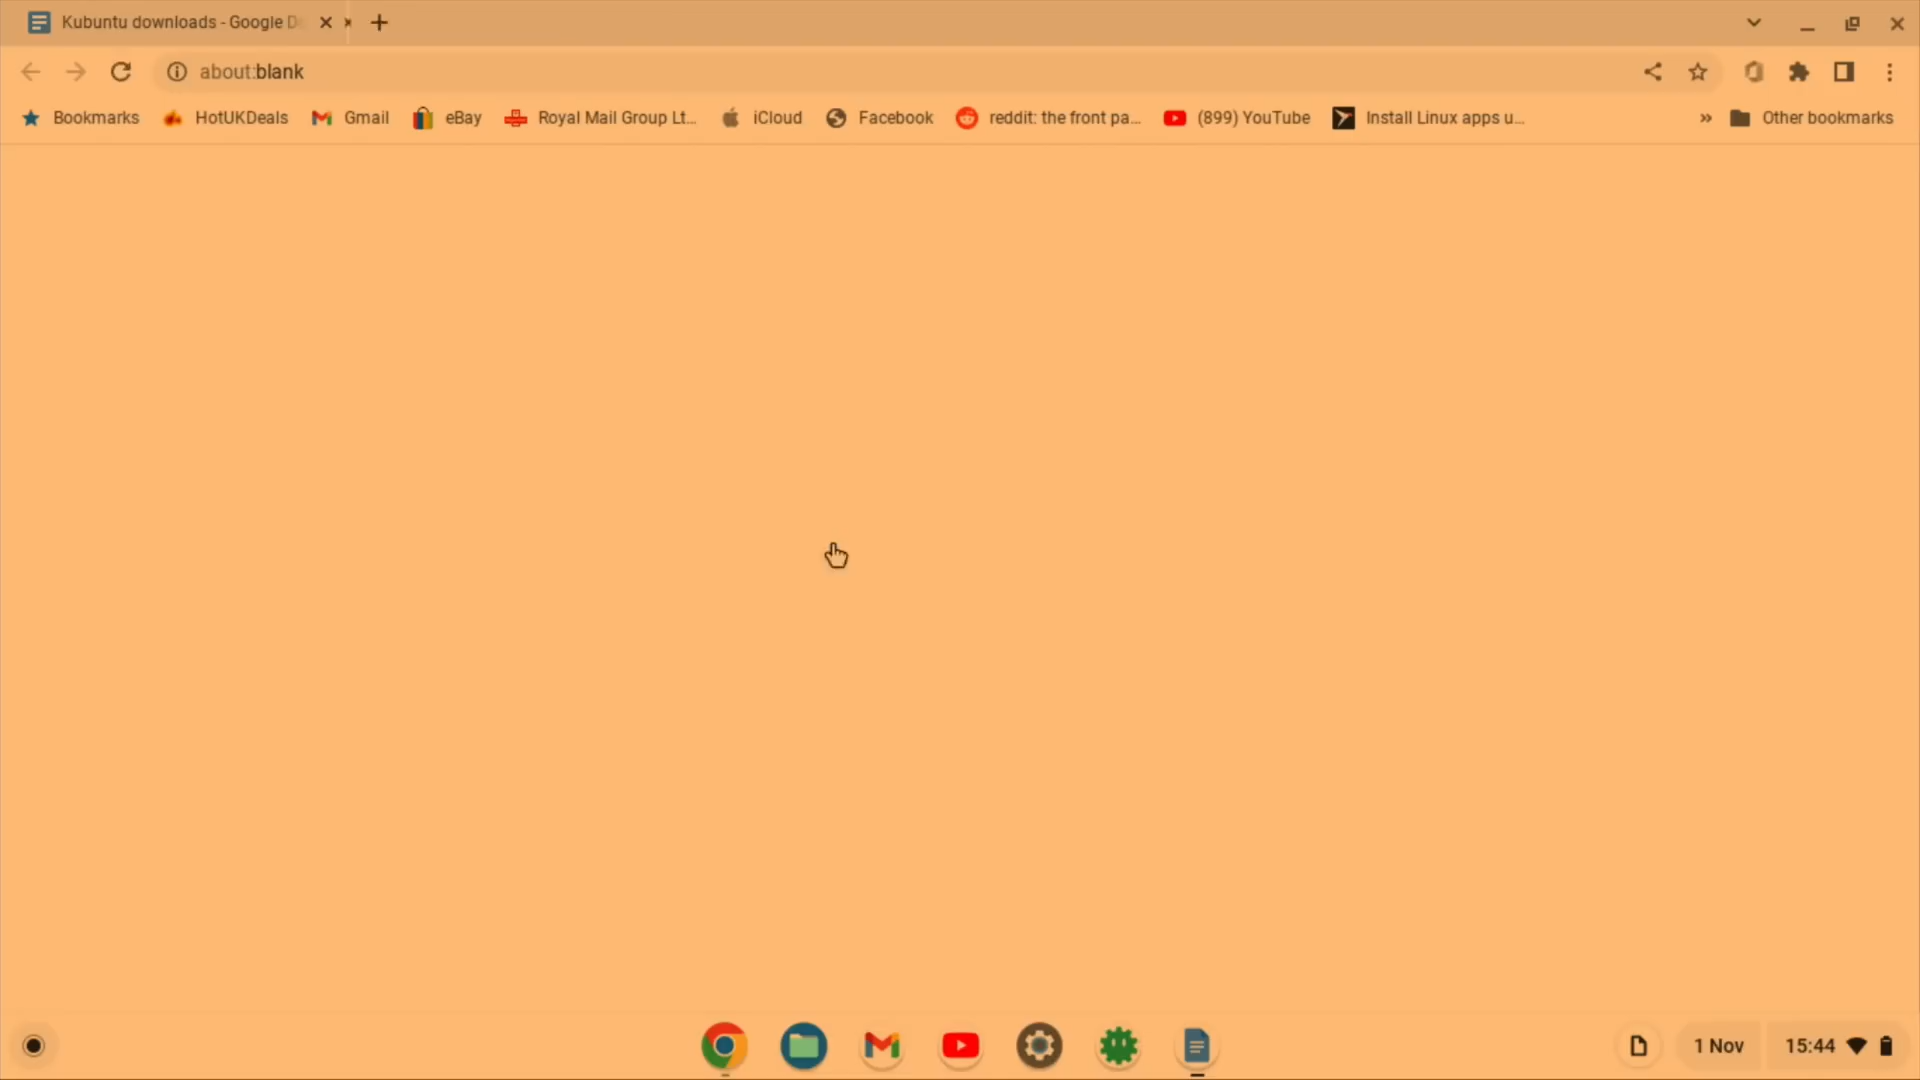 Kubuntu downloads - Google D
about:blank
Bookmarks HotUKDeals Gmail eBay Royal Mail Group Lt... iCloud Facebook reddit: the front pa... (899) YouTube Install Linux apps u... » Other bookmarks
1 Nov 15:44